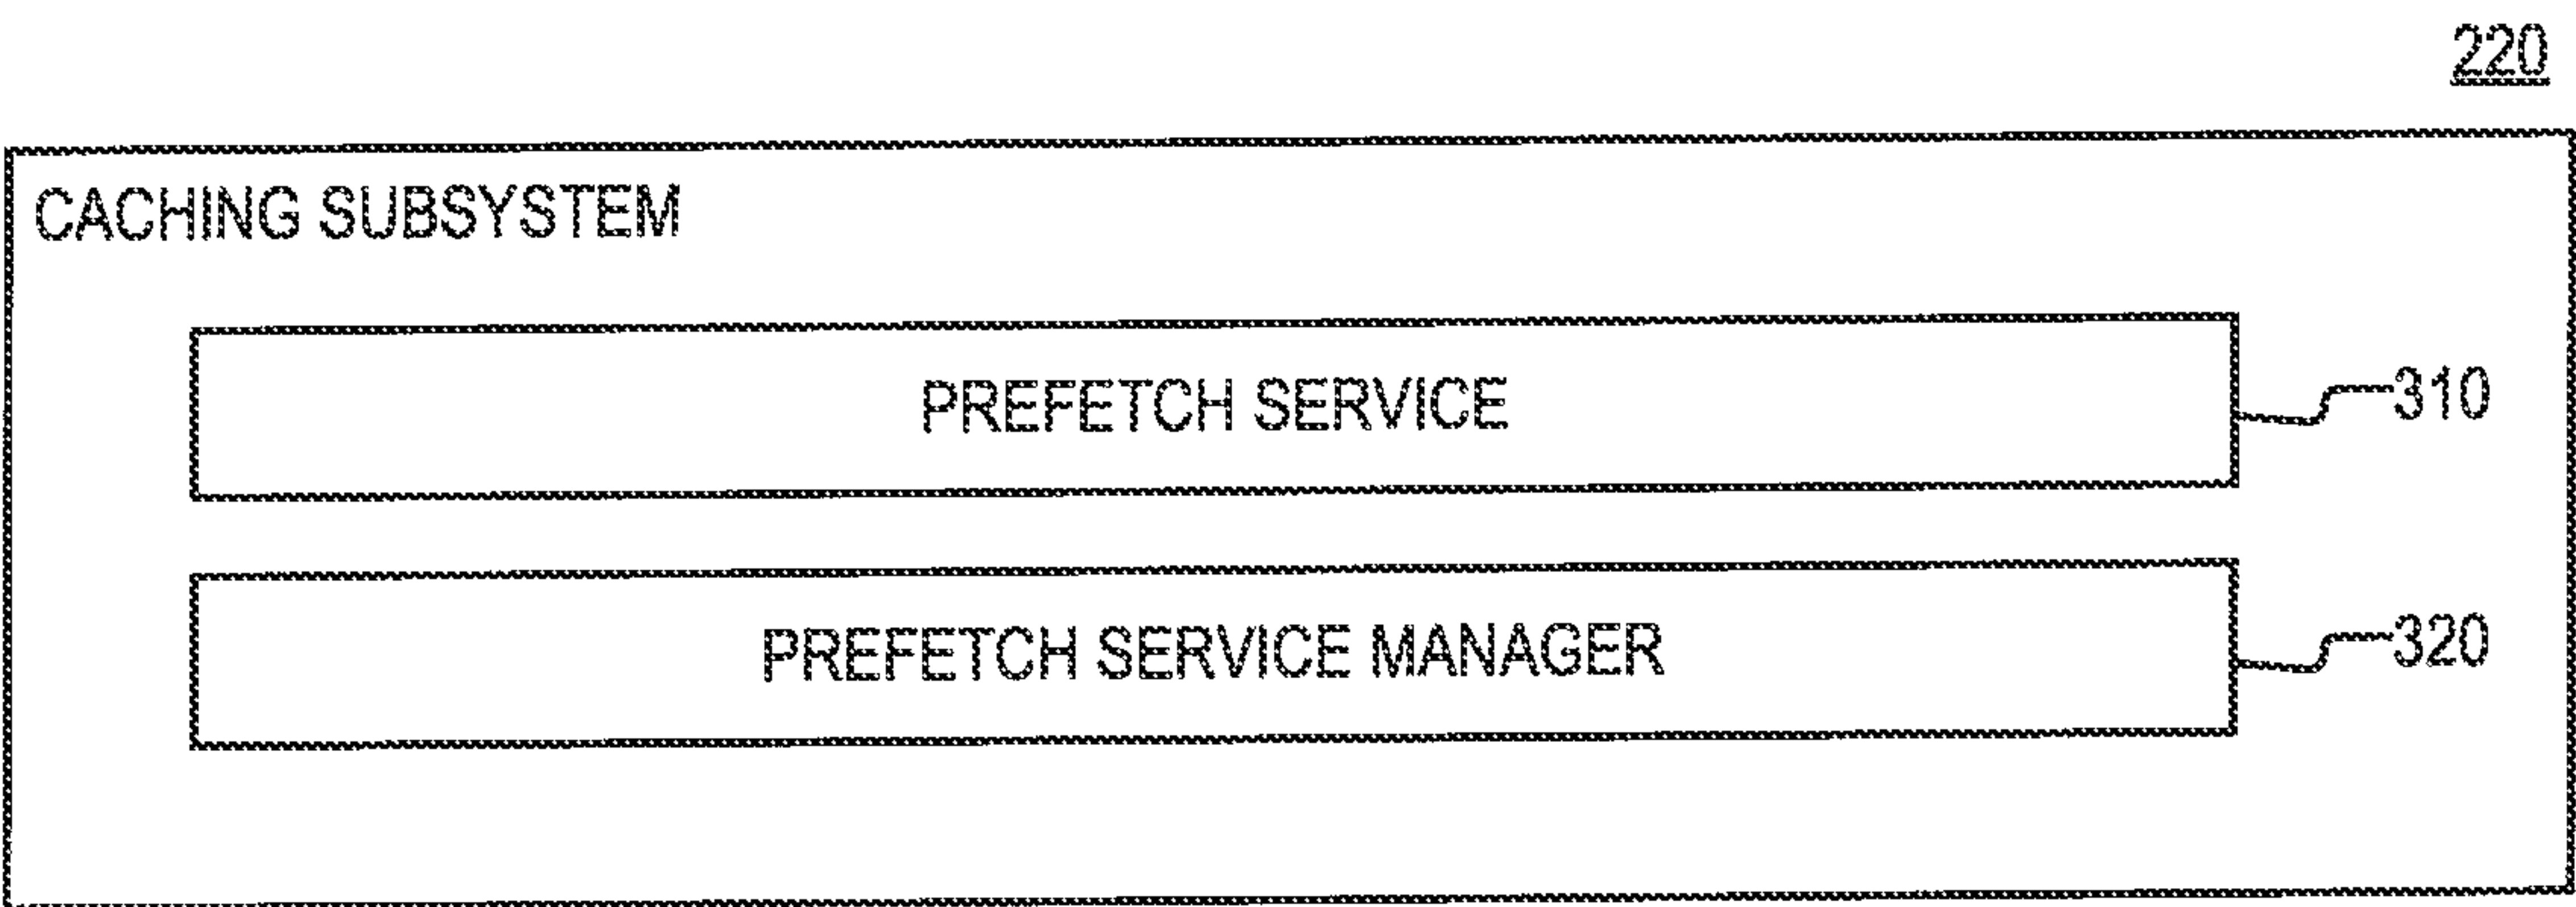 220
CACHING SUBSYSTEM
PREFETCH SERVICE
310
PREFETCH SERVICE MANAGER
320